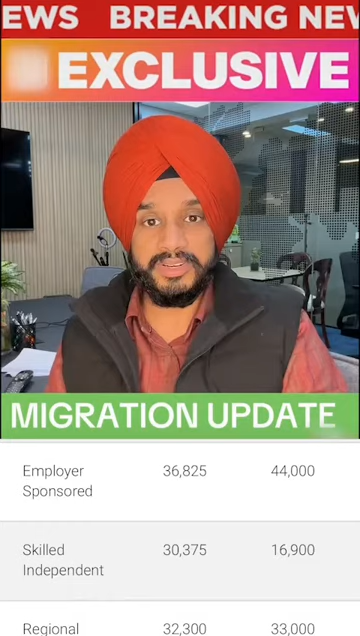 EWS BREAKING NEW
EXCLUSIVE
MIGRATION UPDATE
Employer Sponsored 36,825 44,000
Skilled Independent 30,375 16,900
Regional 32,300 33,000